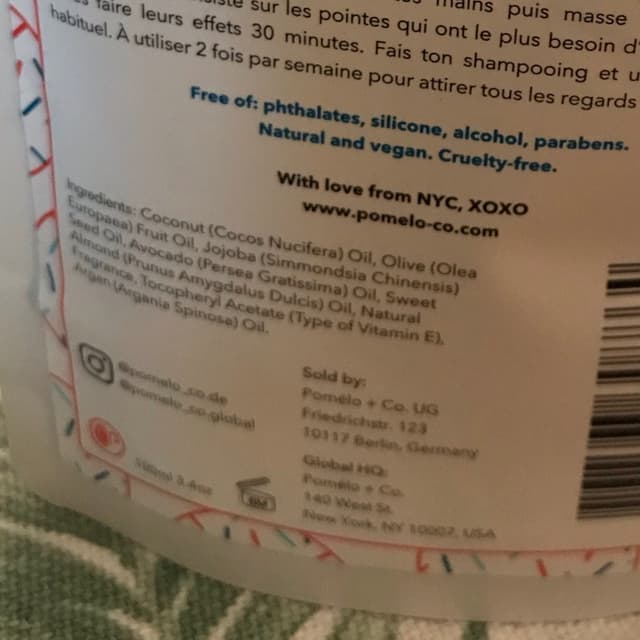 mains puis masse
faire leurs effets 30 minutes. Fais ton shampooing et
sur les pointes qui ont le plus besoin d'
habituel. À utiliser 2 fois par semaine pour attirer tous les regards
Free of: phthalates, silicone, alcohol, parabens.
Natural and vegan. Cruelty-free.
With love from NYC, XOXO
www.pomelo-co.com
Ingredients: Coconut (Cocos Nucifera) Oil, Olive (Olea
Europaea) Fruit Oil, Jojoba (Simmondsia Chinensis)
Seed Oil, Avocado (Persea Gratissima) Oil, Sweet
Almond (Prunus Amygdalus Dulcis) Oil, Natural
Fragrance, Tocopheryl Acetate (Type of Vitamin E),
Argan (Argania Spinosa) Oil.
@pomelo_co.de
@pomelo_co.global
Sold by:
Pomélo + Co. UG
Friedrichstr. 123
10117 Berlin, Germany
Global HQ:
Pomélo + Co.
140 West St.
New York, NY 10007, USA
100ml 3.4oz